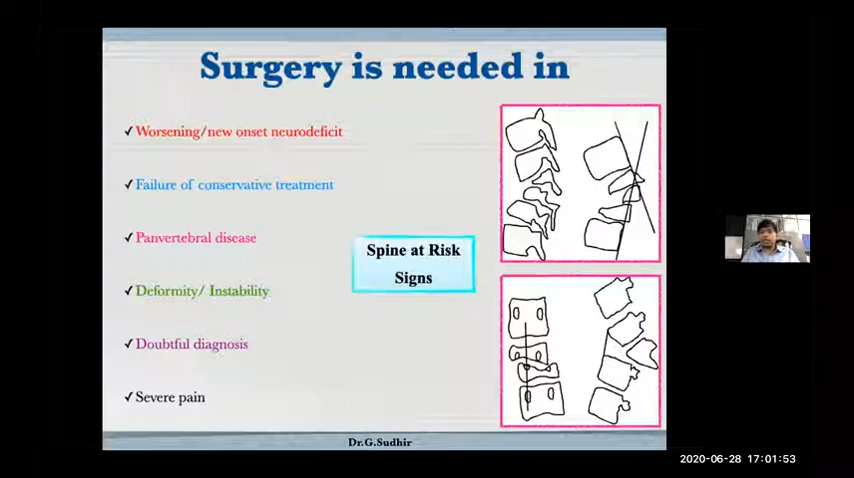 Surgery is needed in
✓ Worsening/new onset neurodeficit
✓ Failure of conservative treatment
✓ Panvertebral disease
✓ Deformity/ Instability
✓ Doubtful diagnosis
✓ Severe pain
Spine at Risk
Signs
Dr.G.Sudhir
2020-06-28 17:01:53